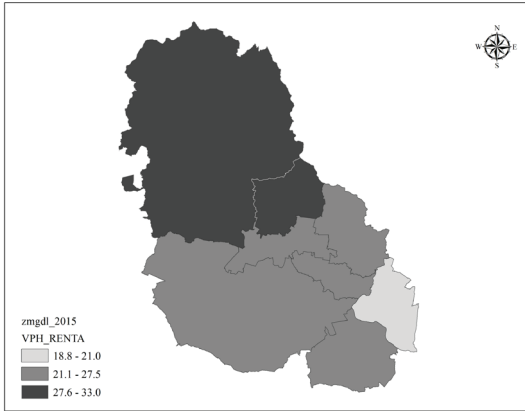 N
W E
S
zmgdl_2015
VPH_RENTA
18.8 - 21.0
21.1 - 27.5
27.6 - 33.0